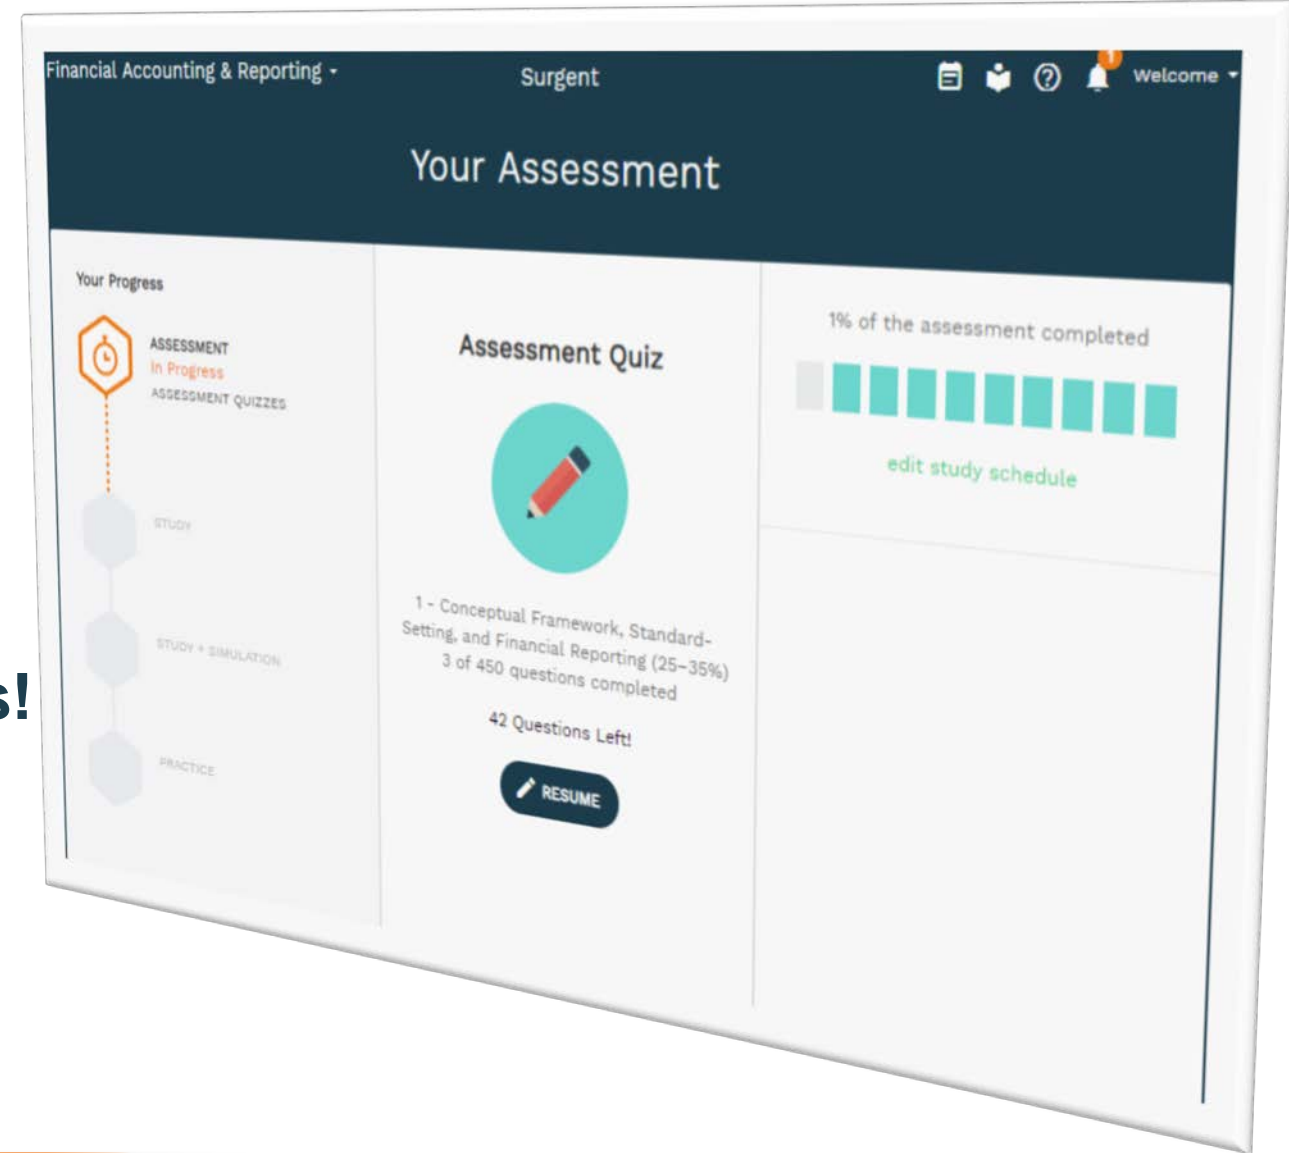 Financial Accounting & Reporting
Surgent
1
Welcome
Your Assessment
Your Progress
ASSESSMENT
In Progress
ASSESSMENT QUIZZES
STUDY
STUDY + SIMULATION
PRACTICE
Assessment Quiz
1 - Conceptual Framework, Standard-
Setting, and Financial Reporting (25–35%)
3 of 450 questions completed
42 Questions Left!
RESUME
1% of the assessment completed
edit study schedule
s!